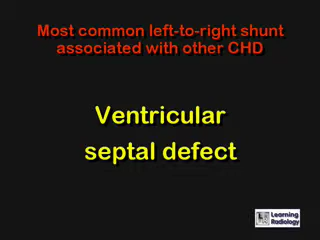 Most common left-to-right shunt
associated with other CHD
Ventricular
septal defect
Learning
Radiology